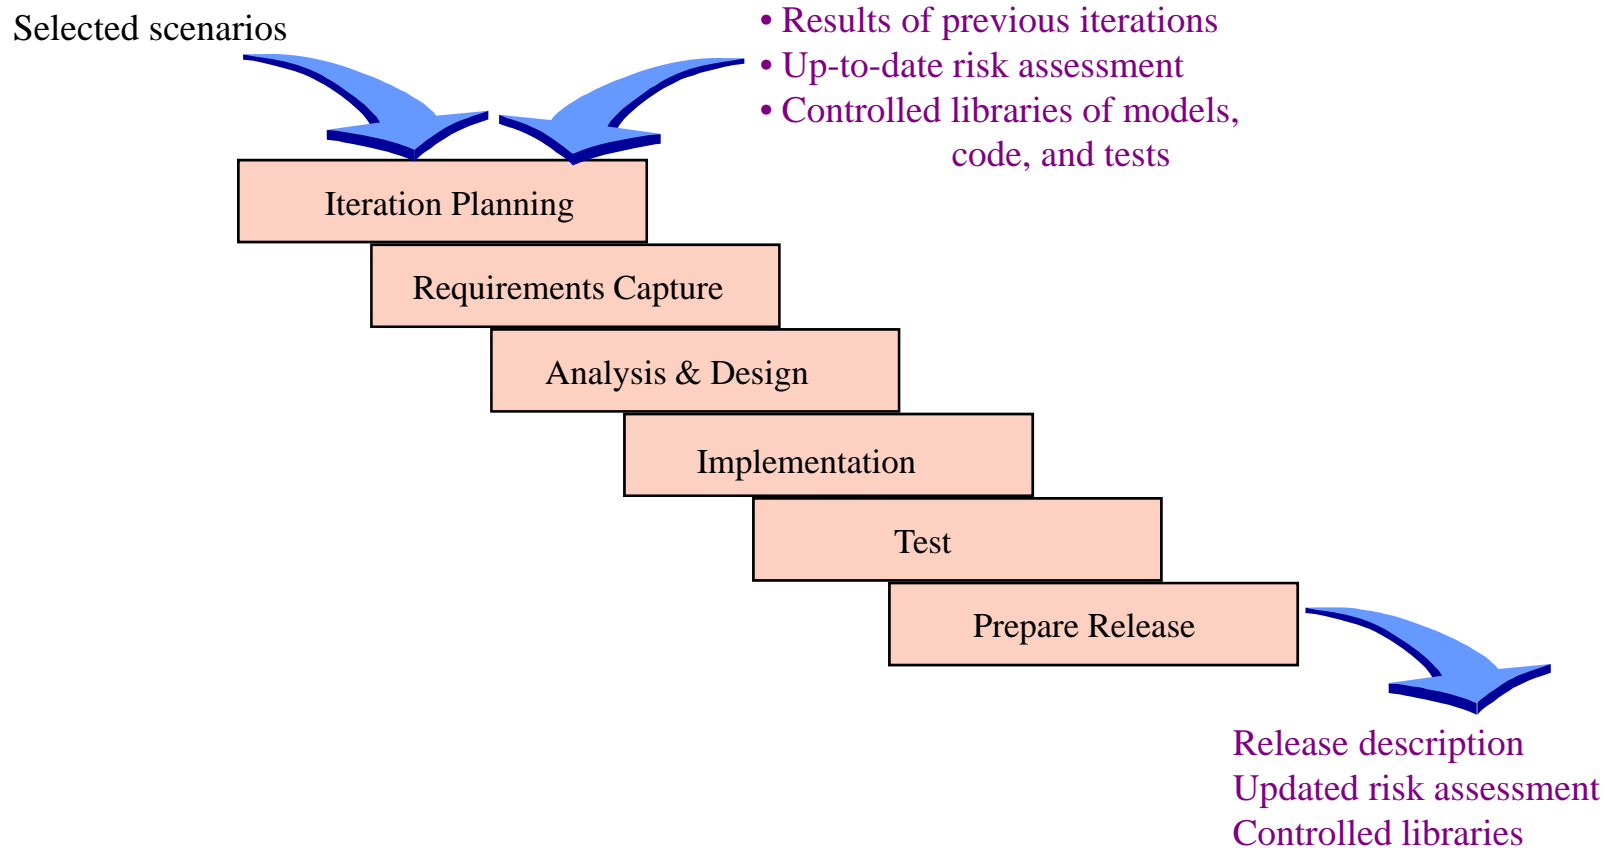 Selected scenarios
• Results of previous iterations
• Up-to-date risk assessment
• Controlled libraries of models,
code, and tests
Iteration Planning
Requirements Capture
Analysis & Design
Implementation
Test
Prepare Release
Release description
Updated risk assessment
Controlled libraries